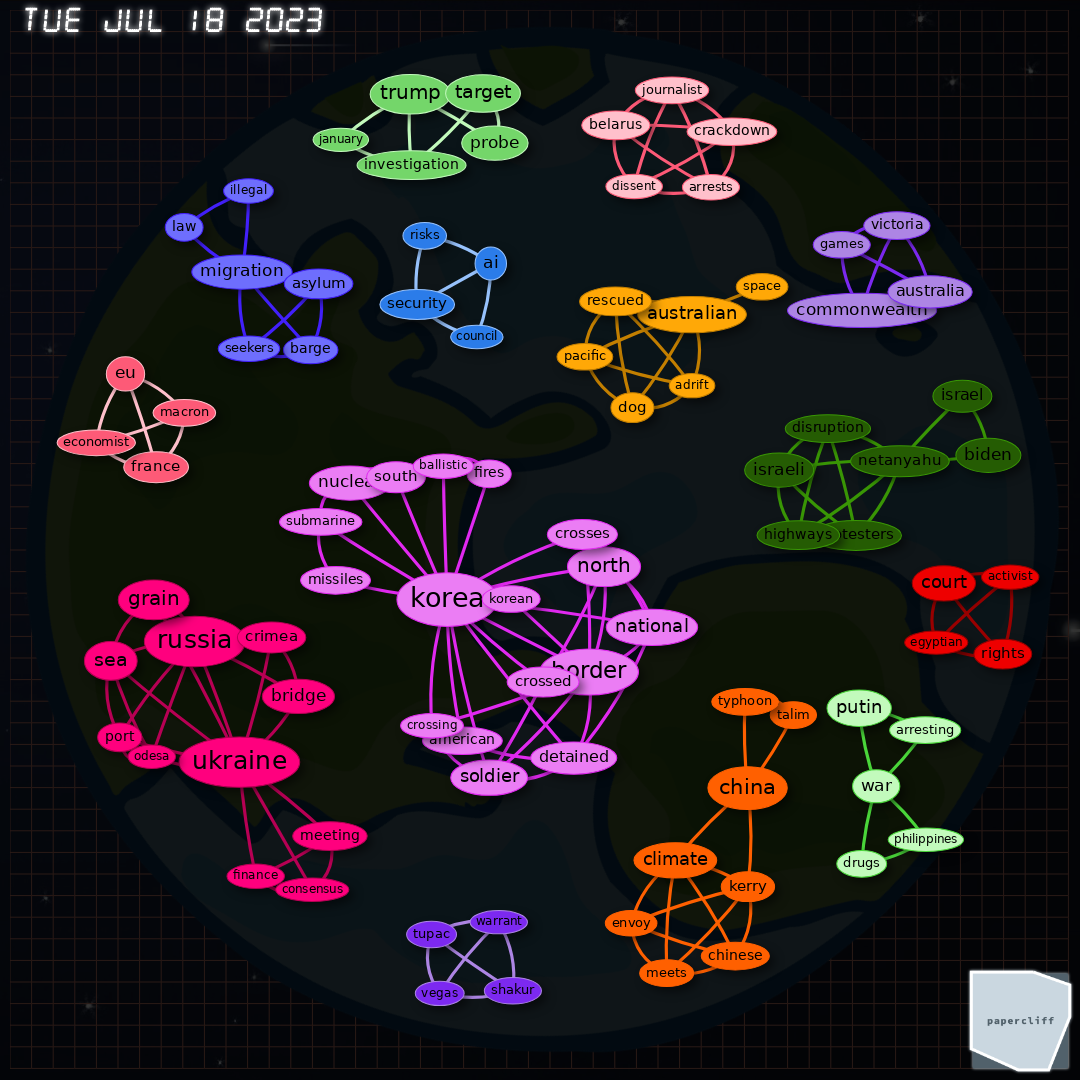 TUE JUL 18 2023
trump
target
january
probe
investigation
journalist
belarus
crackdown
dissent
arrests
illegal
law
migration
asylum
seekers
barge
risks
ai
security
council
space
rescued
australian
pacific
adrift
dog
victoria
games
australia
commonwealth
eu
macron
economist
france
israel
disruption
biden
netanyahu
israeli
highways
testers
nuclea
south
ballistic
fires
submarine
missiles
crosses
north
korea
korean
national
border
crossed
crossing
american
detained
soldier
court
activist
egyptian
rights
grain
russia
crimea
sea
bridge
port
odesa
ukraine
meeting
finance
consensus
typhoon
talim
china
climate
kerry
envoy
chinese
meets
putin
arresting
war
philippines
drugs
tupac
warrant
vegas
shakur
papercliff